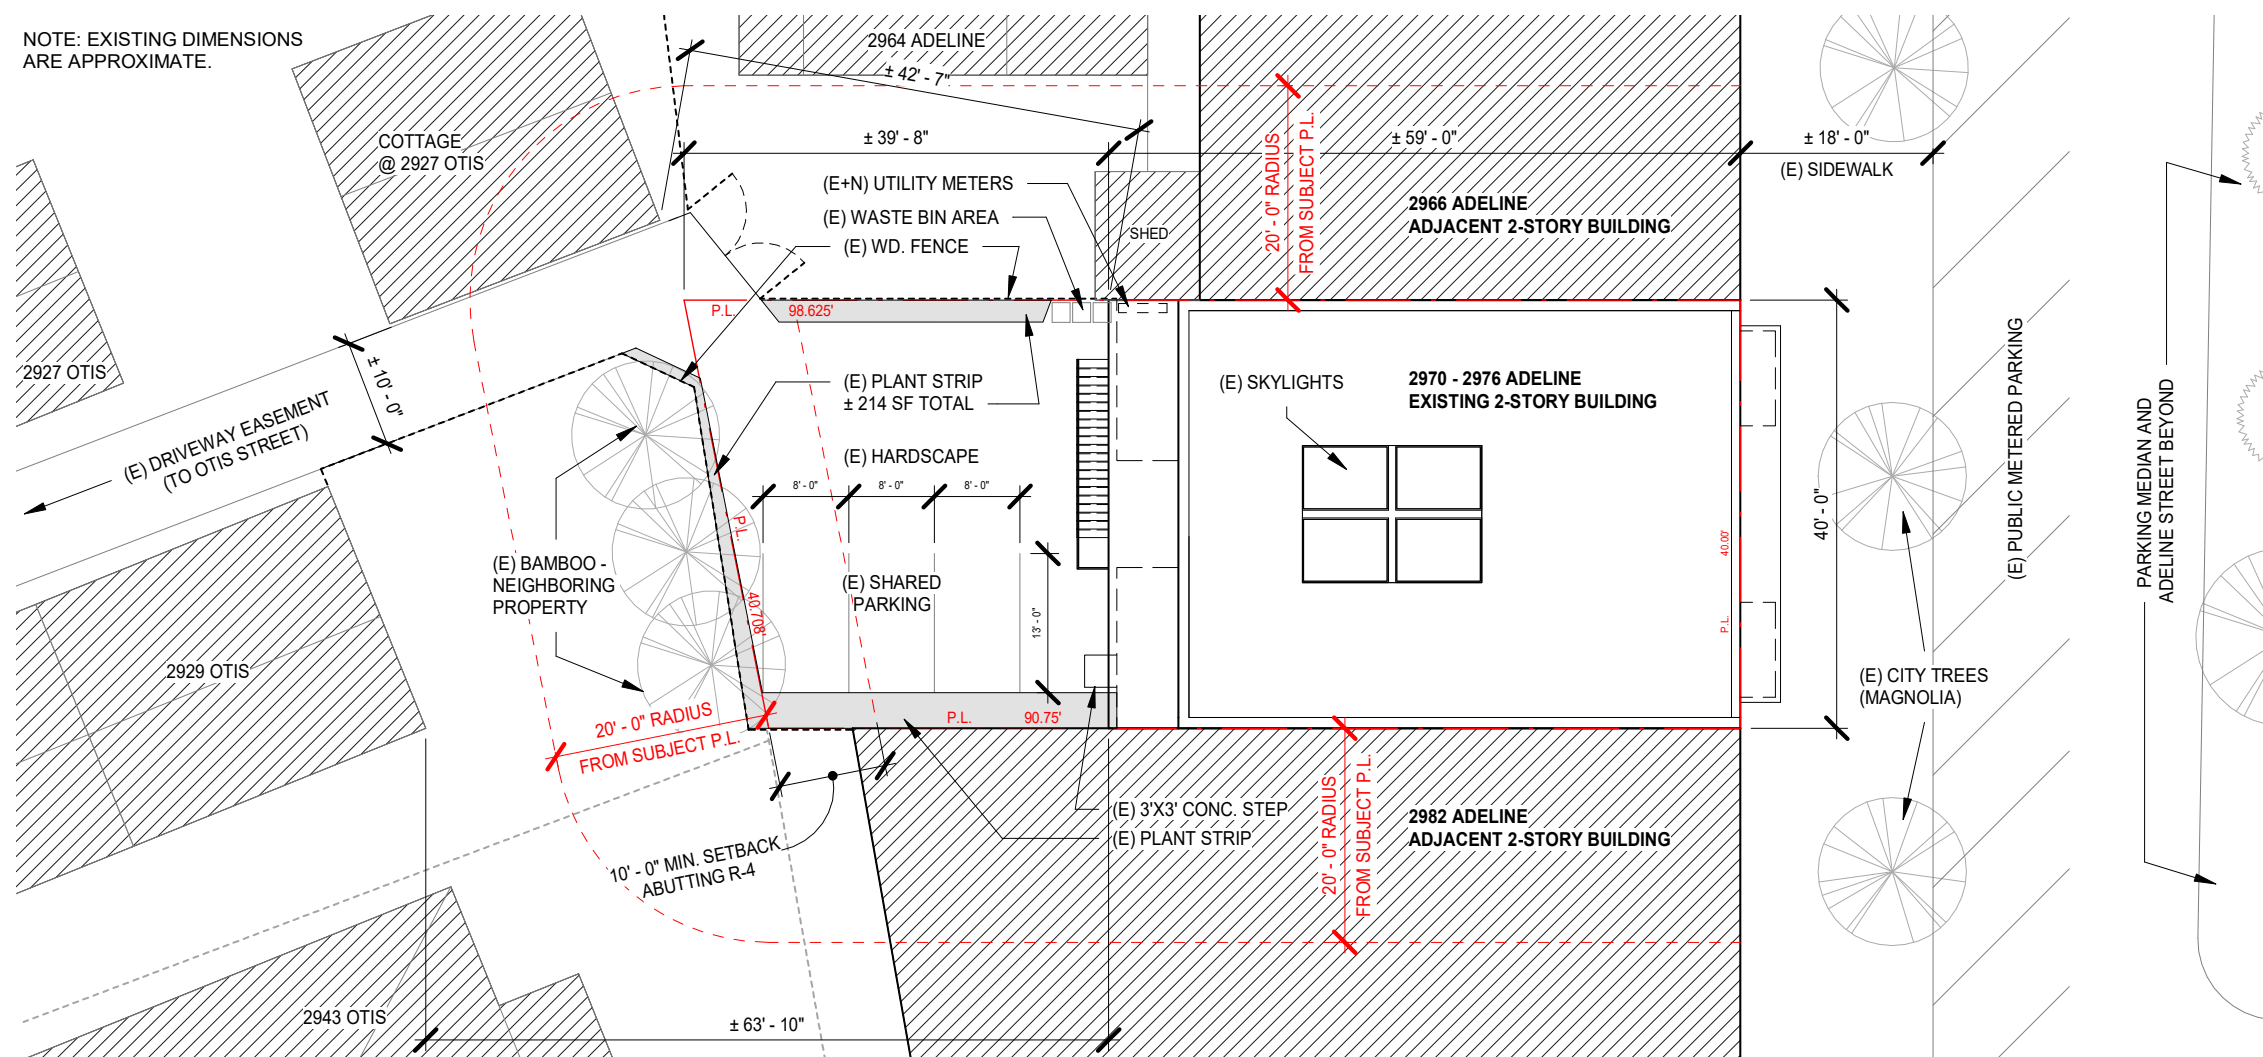 NOTE: EXISTING DIMENSIONS
ARE APPROXIMATE.
2964 ADELINE
± 42' - 7"
COTTAGE
@ 2927 OTIS
± 39' - 8"
± 59' - 0"
± 18' - 0"
(E) SIDEWALK
(E+N) UTILITY METERS
(E) WASTE BIN AREA
(E) WD. FENCE
SHED
20' - 0" RADIUS
FROM SUBJECT P.L.
2966 ADELINE
ADJACENT 2-STORY BUILDING
P.L.
98.625'
2927 OTIS
± 10' - 0"
(E) DRIVEWAY EASEMENT
(TO OTIS STREET)
(E) PLANT STRIP
± 214 SF TOTAL
(E) SKYLIGHTS
2970 - 2976 ADELINE
EXISTING 2-STORY BUILDING
(E) HARDSCAPE
8' - 0"
8' - 0"
8' - 0"
P.L.
40.708'
(E) BAMBOO -
NEIGHBORING
PROPERTY
(E) SHARED
PARKING
13' - 0"
40.00'
P.L.
40' - 0"
(E) PUBLIC METERED PARKING
PARKING MEDIAN AND
ADELINE STREET BEYOND
2929 OTIS
(E) CITY TREES
(MAGNOLIA)
20' - 0" RADIUS
FROM SUBJECT P.L.
P.L.
90.75'
(E) 3'X3' CONC. STEP
(E) PLANT STRIP
20' - 0" RADIUS
FROM SUBJECT P.L.
2982 ADELINE
ADJACENT 2-STORY BUILDING
10' - 0" MIN. SETBACK
ABUTTING R-4
2943 OTIS
± 63' - 10"